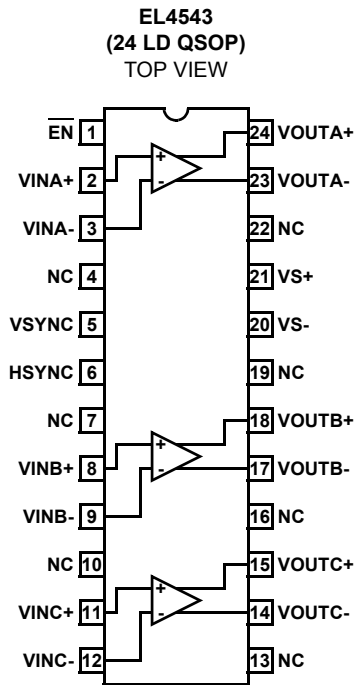 EL4543
(24 LD QSOP)
TOP VIEW
EN 1 24 VOUTA+
VINA+ 2 + - 23 VOUTA-
VINA- 3 22 NC
NC 4 21 VS+
VSYNC 5 20 VS-
HSYNC 6 19 NC
NC 7 18 VOUTB+
VINB+ 8 + - 17 VOUTB-
VINB- 9 16 NC
NC 10 15 VOUTC+
VINC+ 11 + - 14 VOUTC-
VINC- 12 13 NC